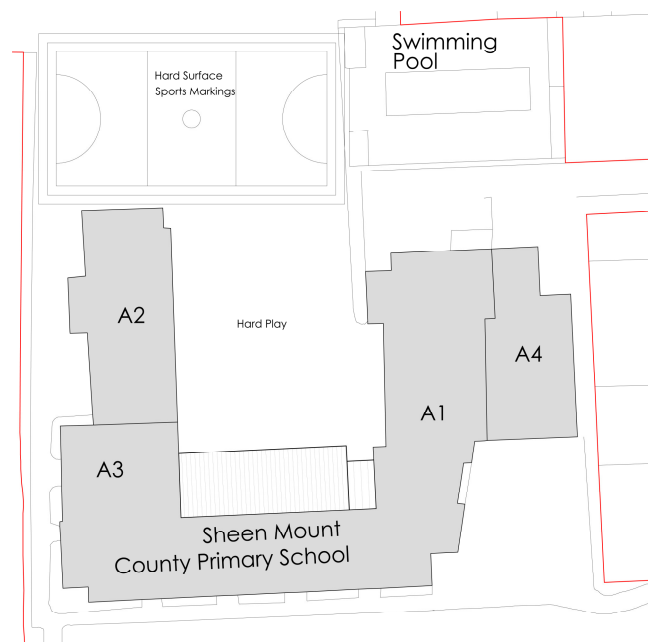 Swimming
Pool
Hard Surface
Sports Markings
A2
Hard Play
A4
A1
A3
Sheen Mount
County Primary School